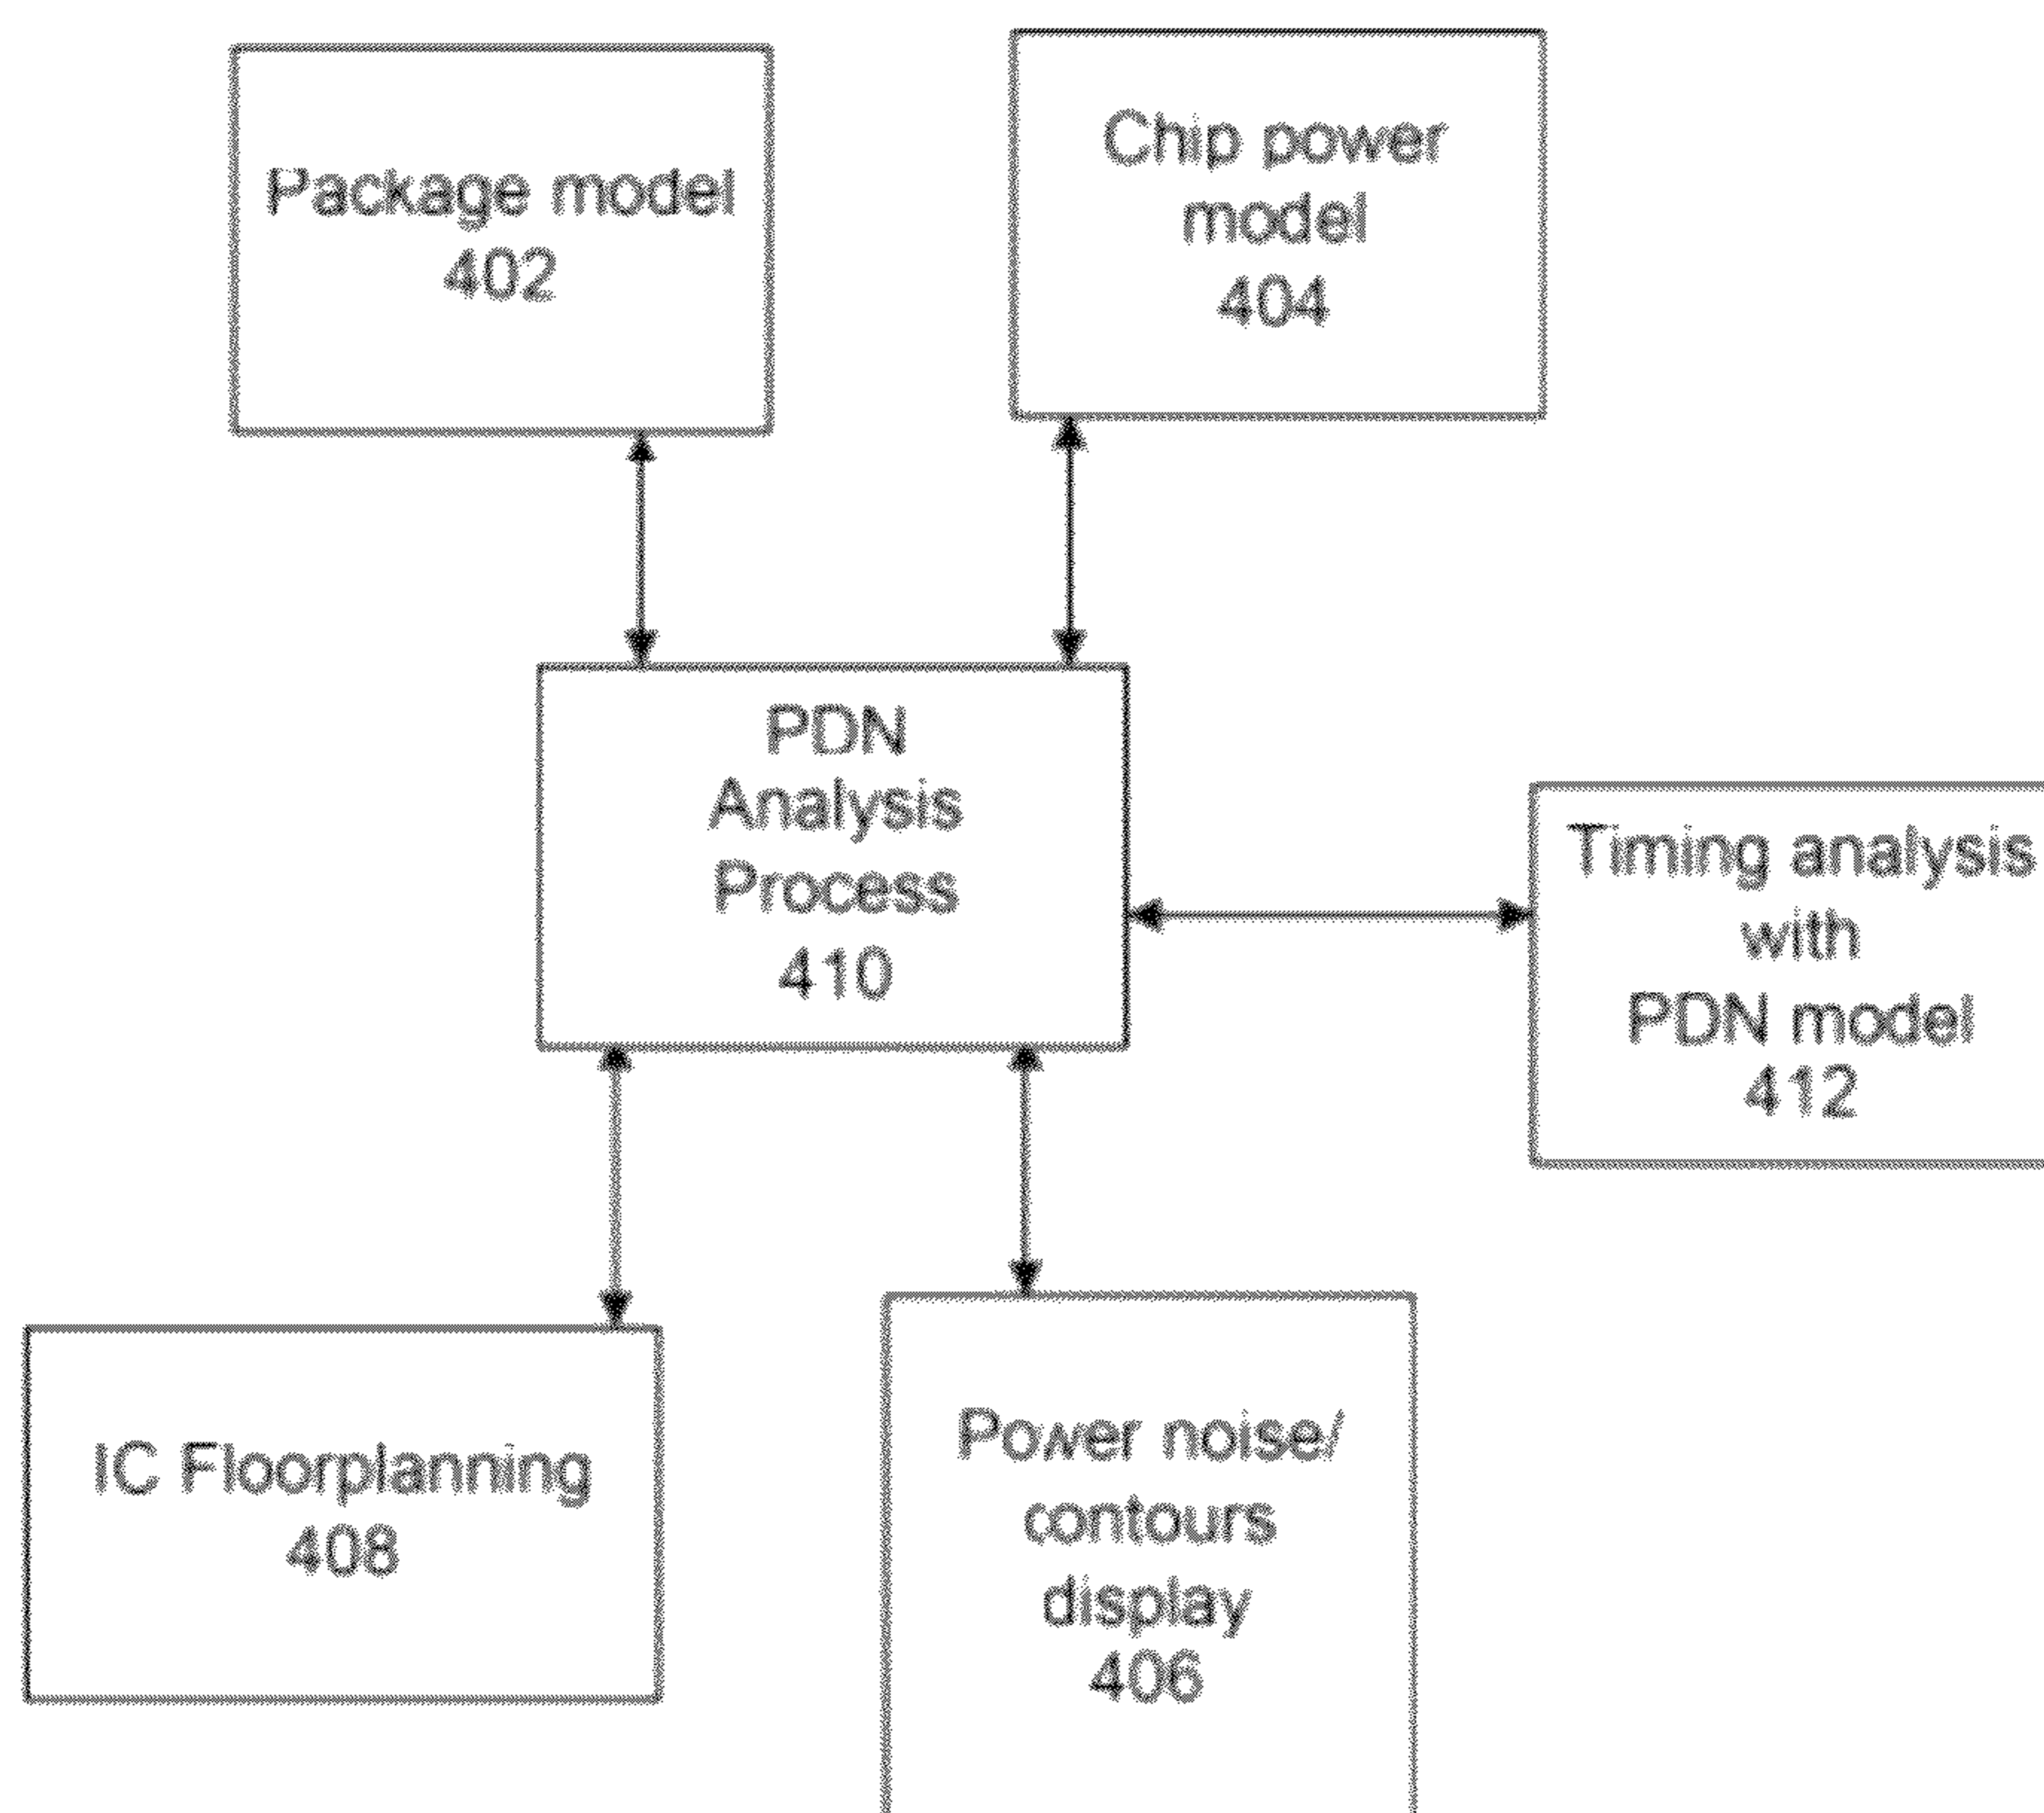 Package model
402
Chip power
model
404
PDN
Analysis
Process
410
Timing analysis
with
PDN model
412
IC Floorplanning
408
Power noise/
contours
display
406